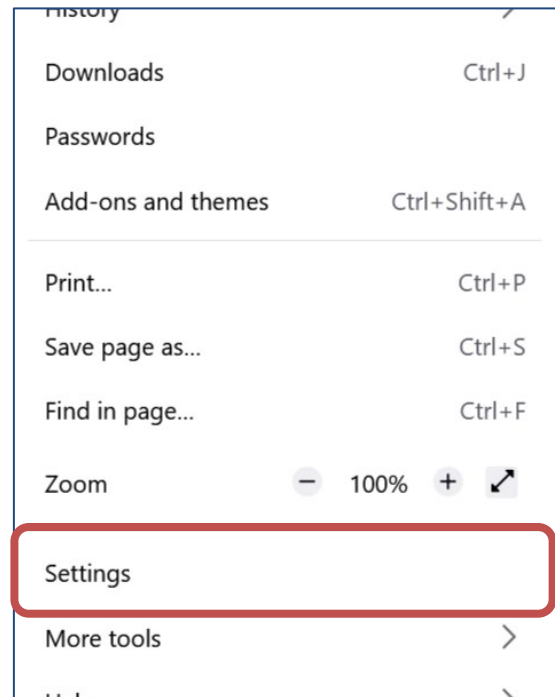 History
Downloads Ctrl+J
Passwords
Add-ons and themes Ctrl+Shift+A
Print... Ctrl+P
Save page as... Ctrl+S
Find in page... Ctrl+F
Zoom − 100% +
Settings
More tools